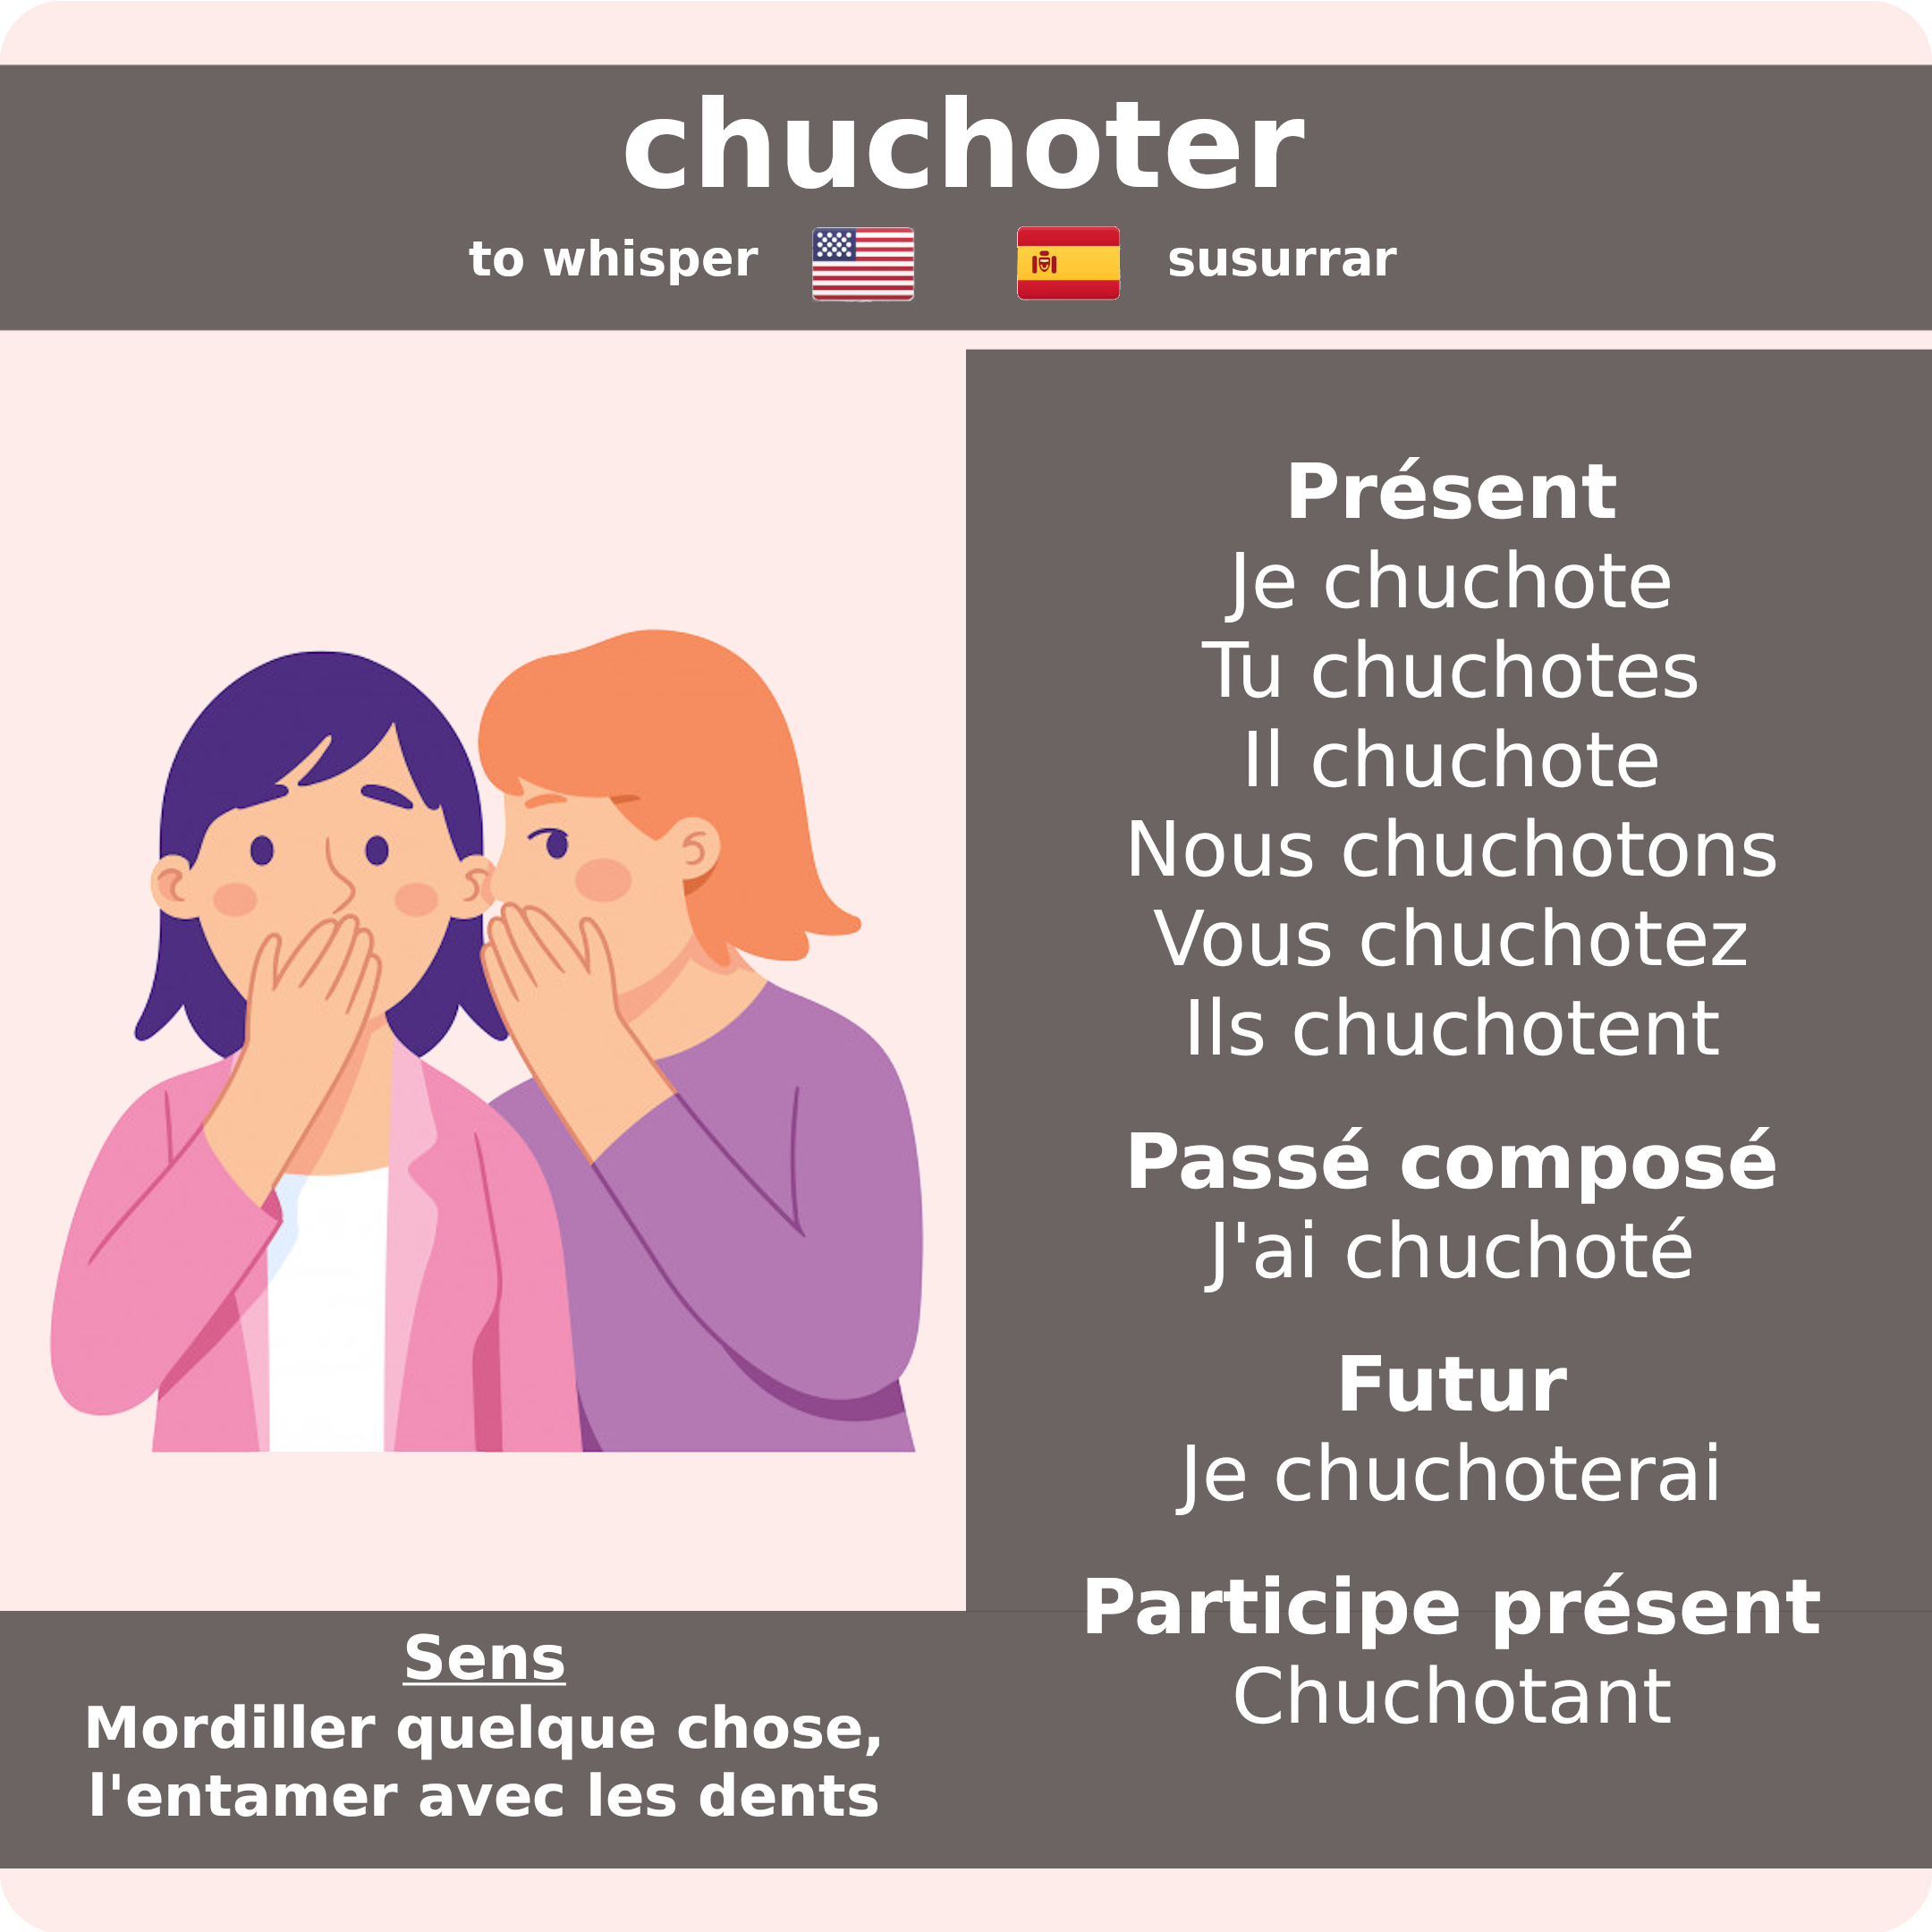 chuchoter
to whisper susurrar
Présent
Je chuchote
Tu chuchotes
Il chuchote
Nous chuchotons
Vous chuchotez
Ils chuchotent
Passé composé
J'ai chuchoté
Futur
Je chuchoterai
Participe présent
Chuchotant
Sens
Mordiller quelque chose,
l'entamer avec les dents